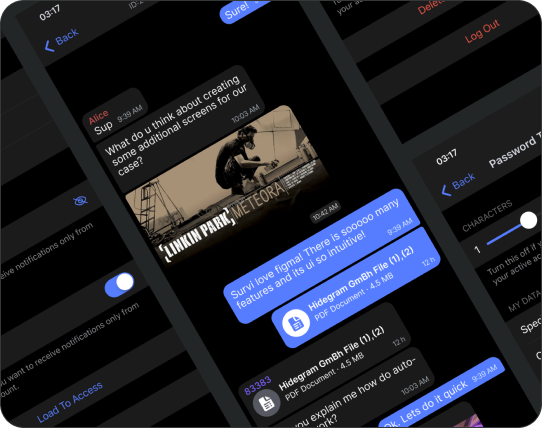 03:17
ID:
Back
Sure!
Alice
Sup
9:39 AM
What do u think about creating
some additional screens for our
case?
10:03 AM
[LINKIN PARK] METEORA
10:42 AM
Survi love figma! There is sooooo many
features and its ui so intuitive!
9:39 AM
Hidegram GmBh File (1),(2)
PDF Document · 4.5 MB
12 h
83383
Hidegram GmBh File (1),(2)
PDF Document · 4.5 MB
12 h
you explain me how do auto-
work?
10:03 AM
Ok, Lets do it quick
9:39 AM
eive notifications only from
want to receive notifications only from
ount.
Load To Access
your a
Delet
Log Out
03:17
Back
Password T
CHARACTERS
1
Turn this off if y
your active a
MY DATA
Spec